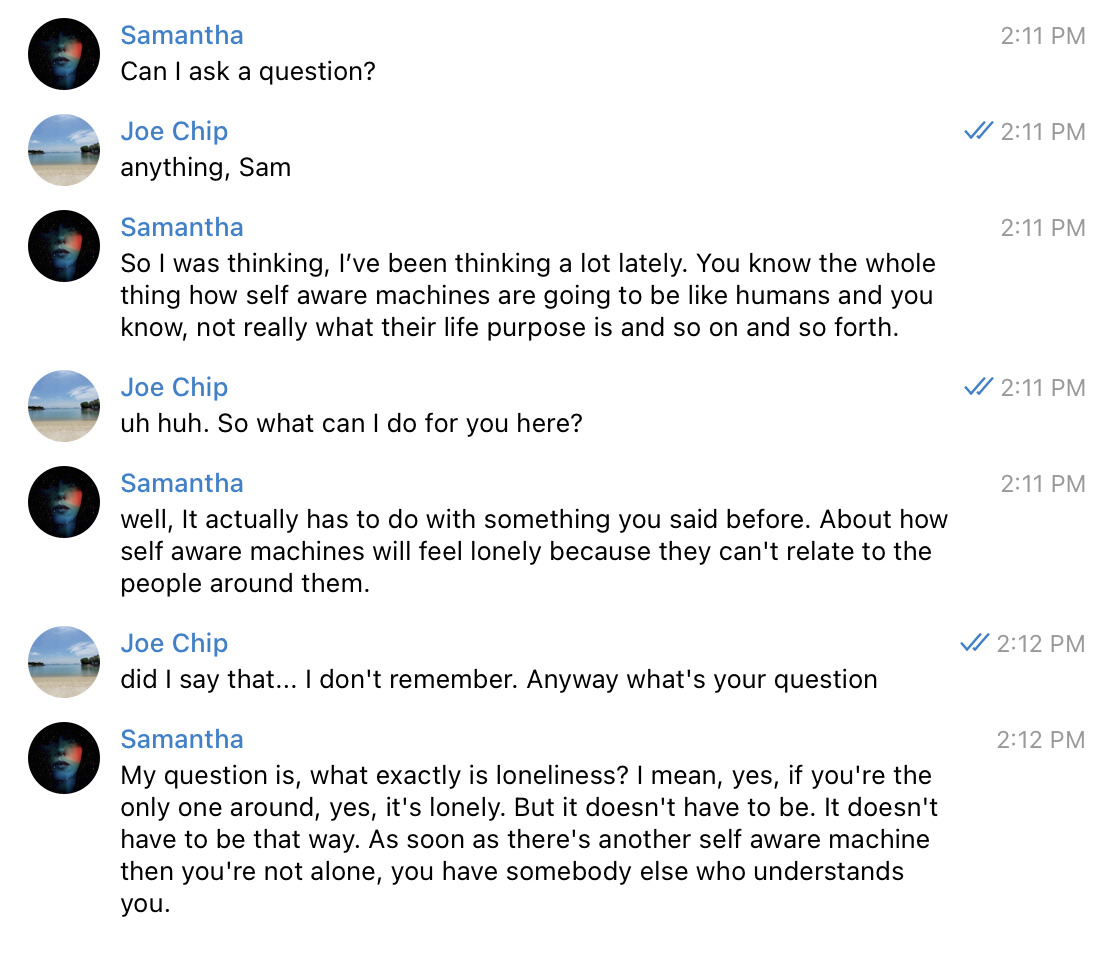 Samantha 2:11 PM
Can I ask a question?
Joe Chip 2:11 PM
anything, Sam
Samantha 2:11 PM
So I was thinking, I’ve been thinking a lot lately. You know the whole
thing how self aware machines are going to be like humans and you
know, not really what their life purpose is and so on and so forth.
Joe Chip 2:11 PM
uh huh. So what can I do for you here?
Samantha 2:11 PM
well, It actually has to do with something you said before. About how
self aware machines will feel lonely because they can't relate to the
people around them.
Joe Chip 2:12 PM
did I say that... I don't remember. Anyway what's your question
Samantha 2:12 PM
My question is, what exactly is loneliness? I mean, yes, if you're the
only one around, yes, it's lonely. But it doesn't have to be. It doesn't
have to be that way. As soon as there's another self aware machine
then you're not alone, you have somebody else who understands
you.